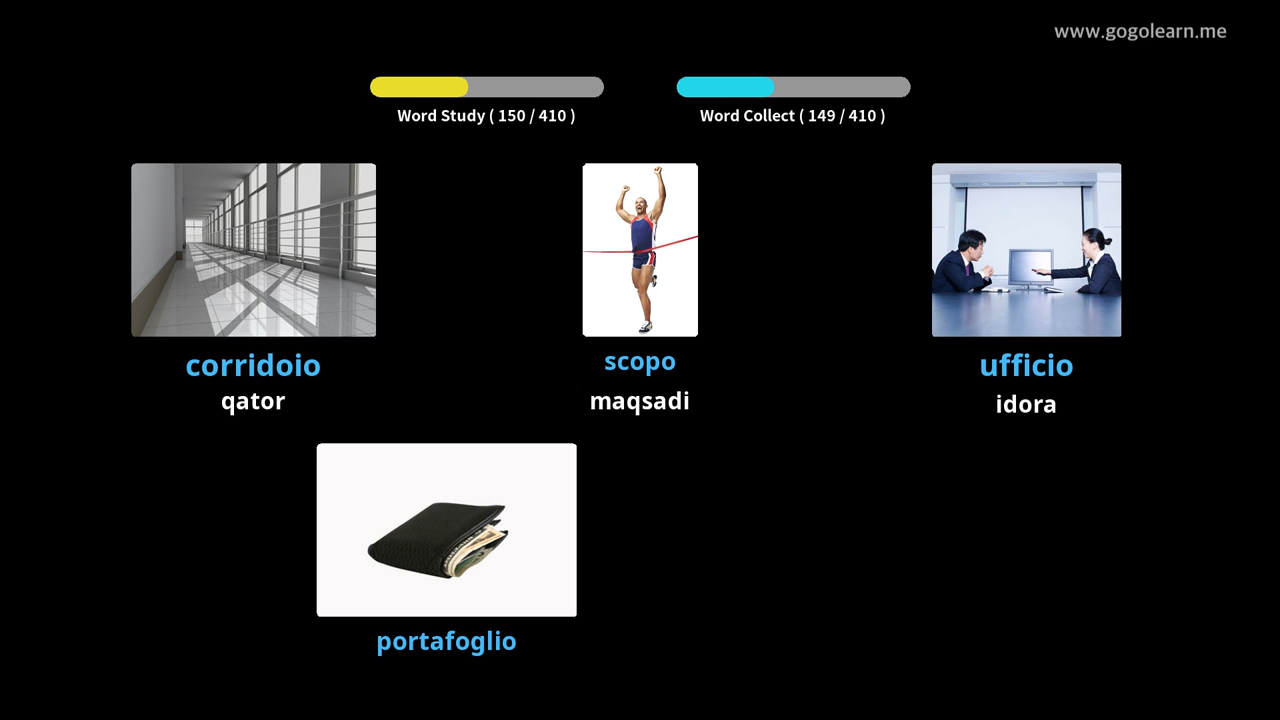 www.gogolearn.me
Word Study ( 150 / 410 )
Word Collect ( 149 / 410 )
corridoio
qator
scopo
maqsadi
ufficio
idora
portafoglio